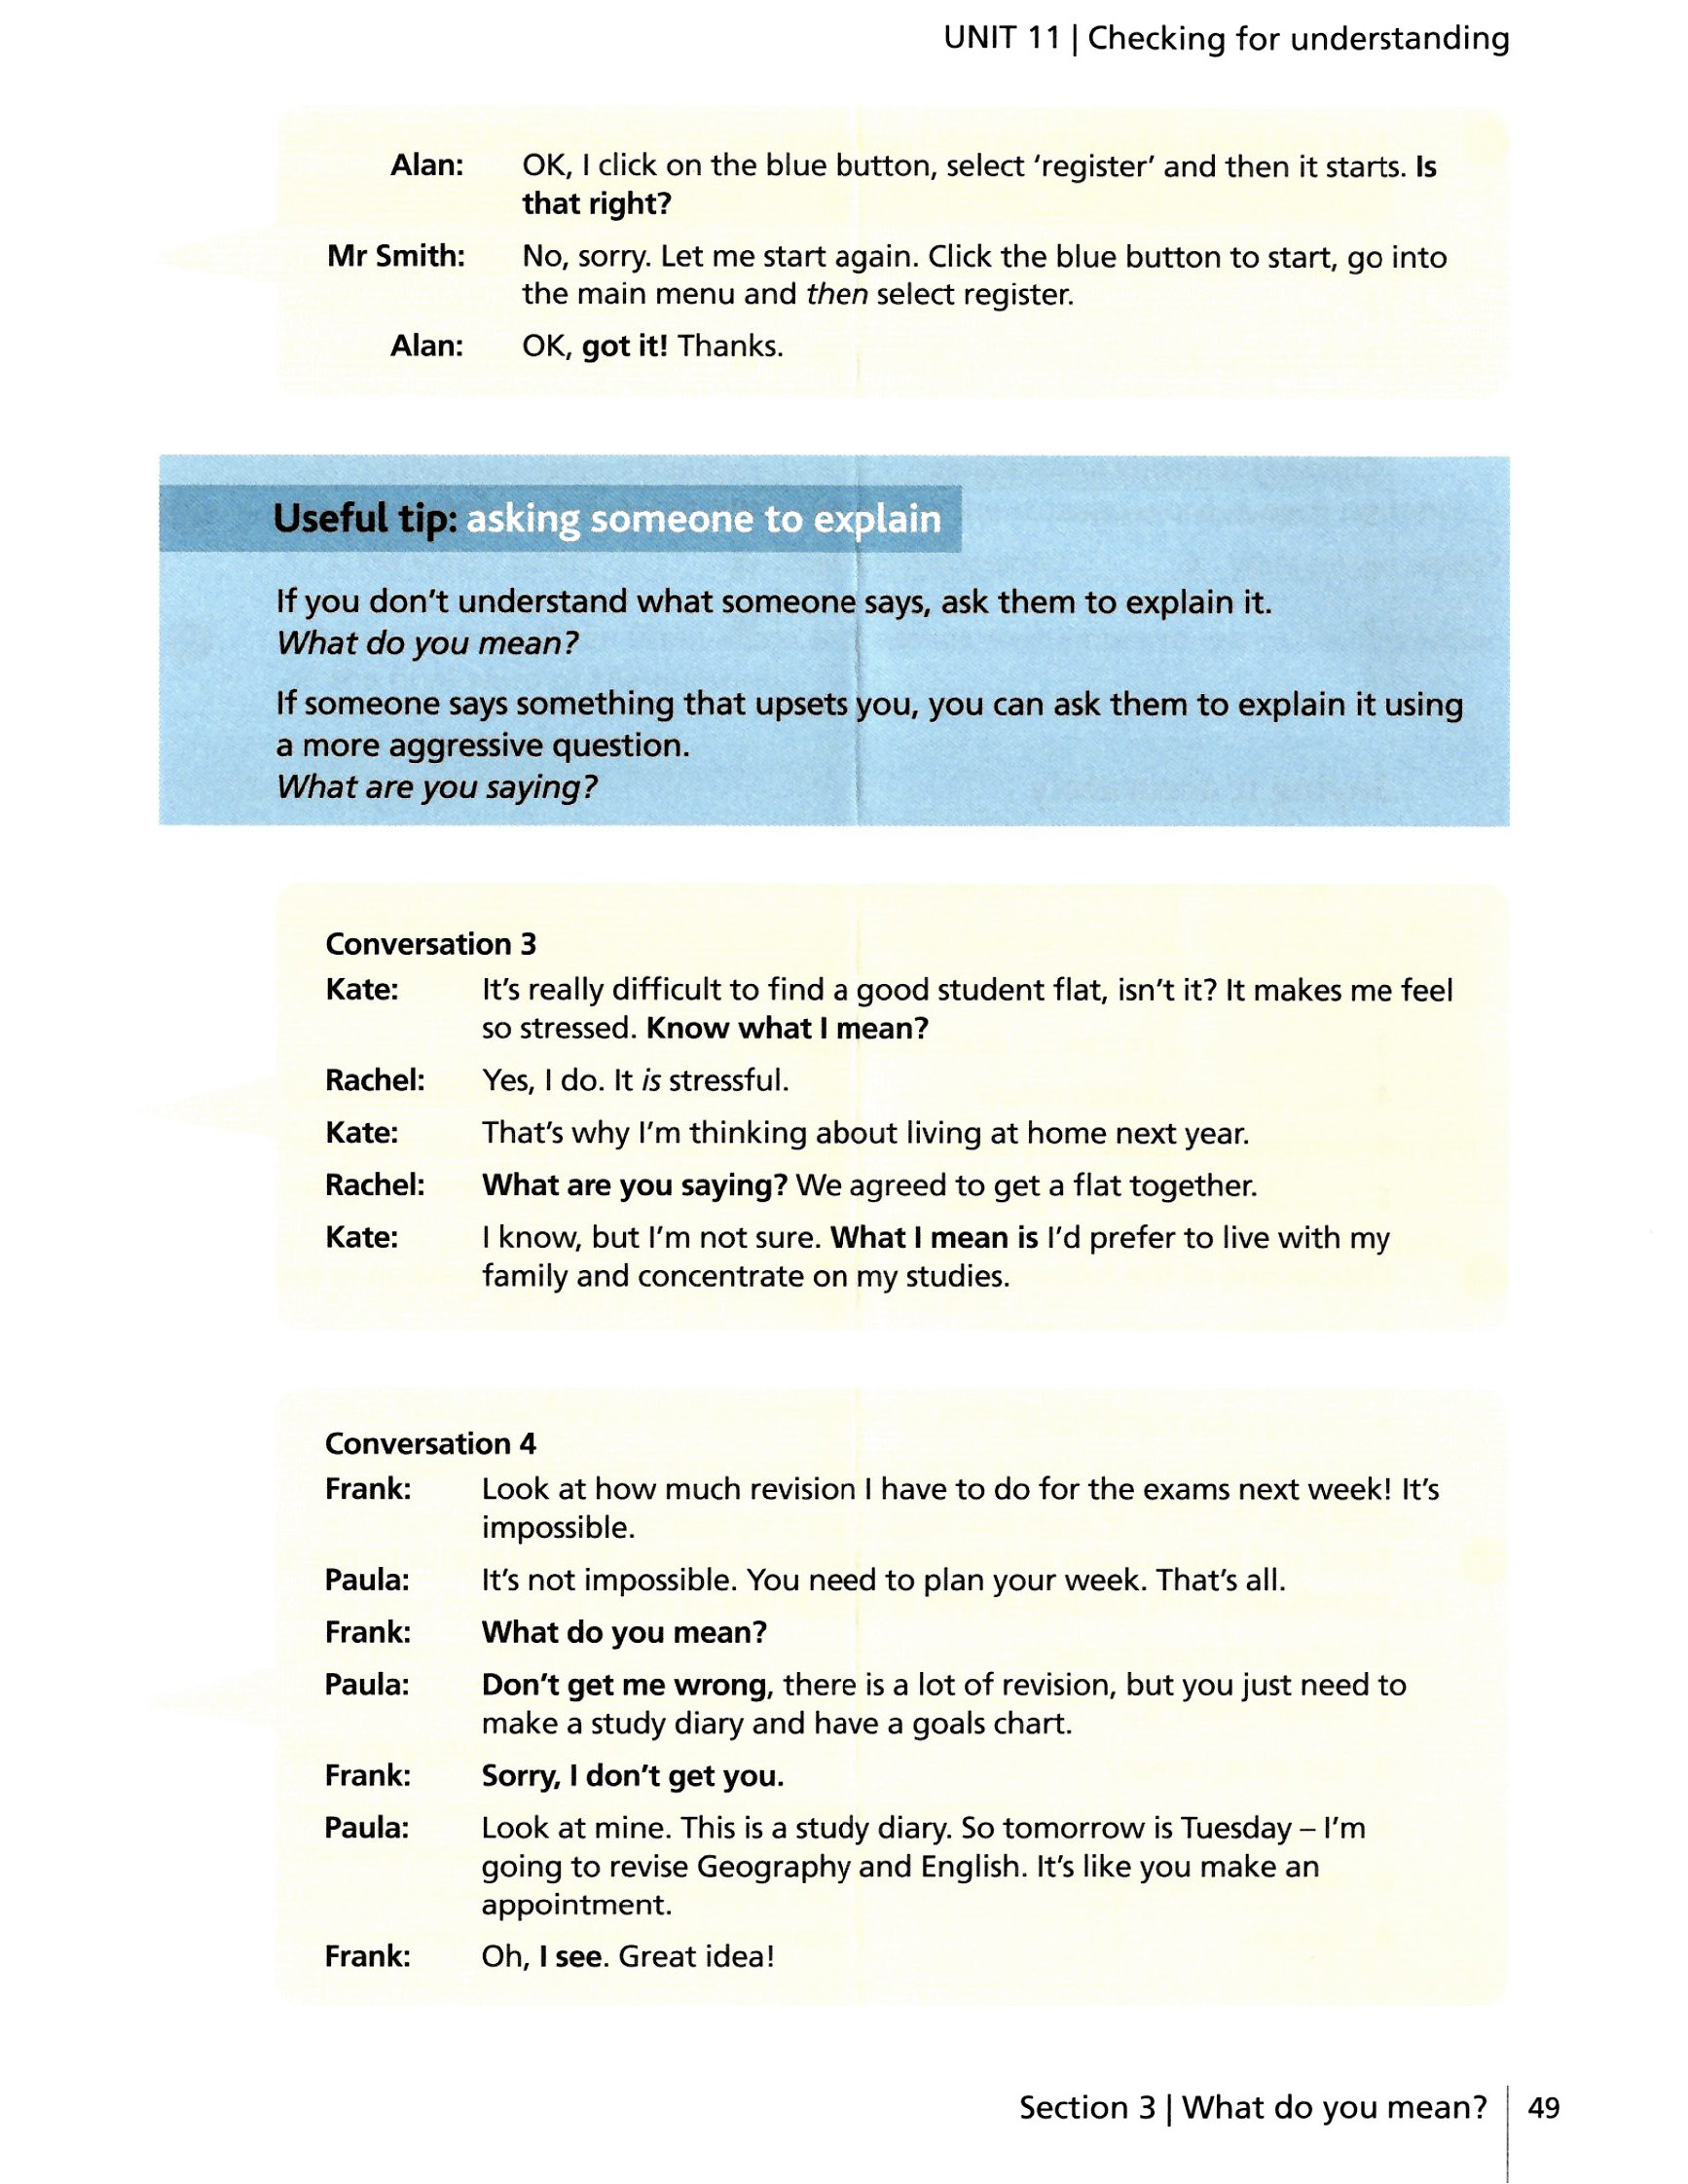 UNIT 11 | Checking for understanding
Alan: OK, I click on the blue button, select ‘register’ and then it starts. Is
that right?
Mr Smith: No, sorry. Let me start again. Click the blue button to start, go into
the main menu and then select register.
Alan: OK, got it! Thanks.
Useful tip: asking someone to explain
If you don’t understand what someone says, ask them to explain it.
What do you mean?
If someone says something that upsets you, you can ask them to explain it using
a more aggressive question.
What are you saying?
Conversation 3
Kate: It’s really difficult to find a good student flat, isn’t it? It makes me feel
so stressed. Know what I mean?
Rachel: Yes, I do. It is stressful.
Kate: That’s why I’m thinking about living at home next year.
Rachel: What are you saying? We agreed to get a flat together.
Kate: I know, but I’m not sure. What I mean is I’d prefer to live with my
family and concentrate on my studies.
Conversation 4
Frank: Look at how much revision I have to do for the exams next week! It’s
impossible.
Paula: It’s not impossible. You need to plan your week. That’s all.
Frank: What do you mean?
Paula: Don’t get me wrong, there is a lot of revision, but you just need to
make a study diary and have a goals chart.
Frank: Sorry, I don’t get you.
Paula: Look at mine. This is a study diary. So tomorrow is Tuesday – I’m
going to revise Geography and English. It’s like you make an
appointment.
Frank: Oh, I see. Great idea!
Section 3 | What do you mean? 49